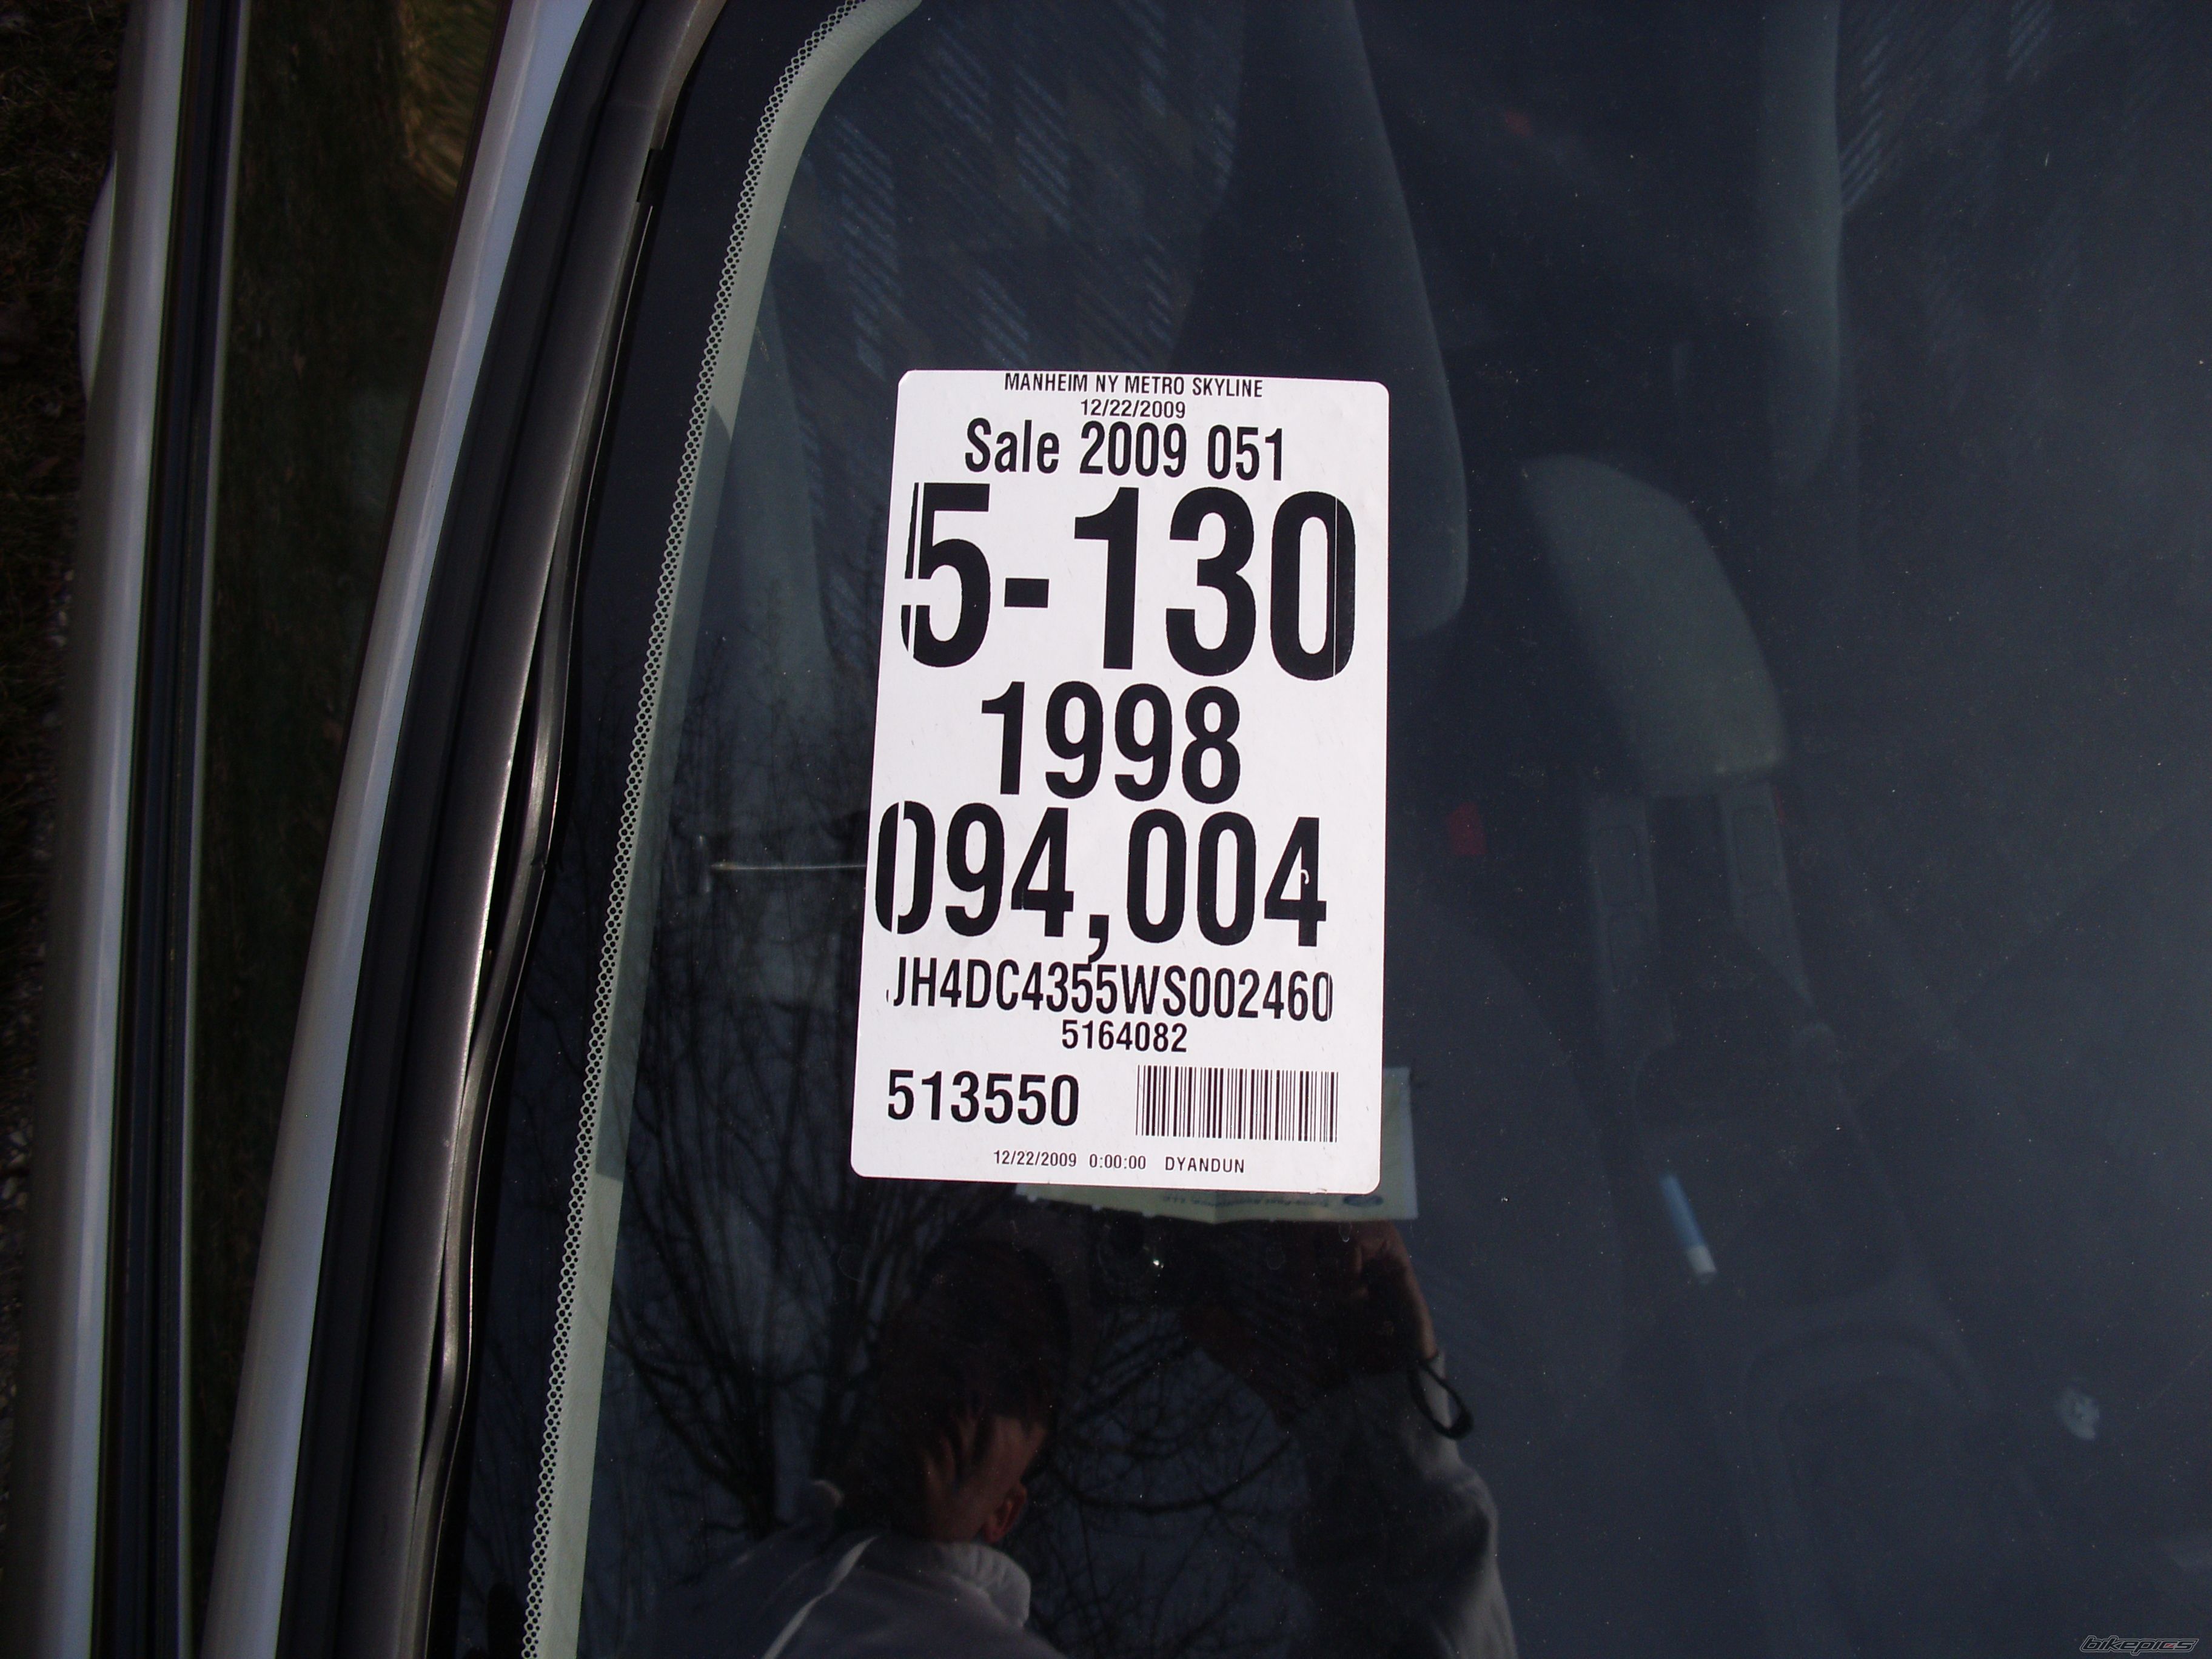 MANHEIM NY METRO SKYLINE
12/22/2009
Sale 2009 051
5-130
1998
094,004
JH4DC4355WS002460
5164082
513550
12/22/2009 0:00:00 DYANDUN
bikepics